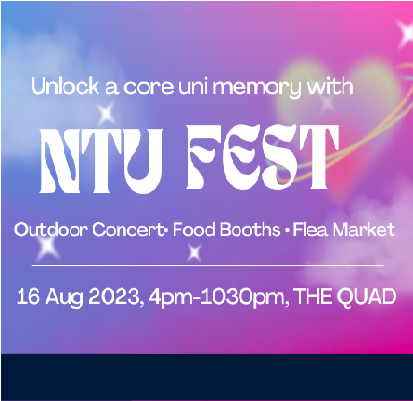 Unlock a core uni memory with
NTU FEST
Outdoor Concert• Food Booths •Flea Market
16 Aug 2023, 4pm-1030pm, THE QUAD